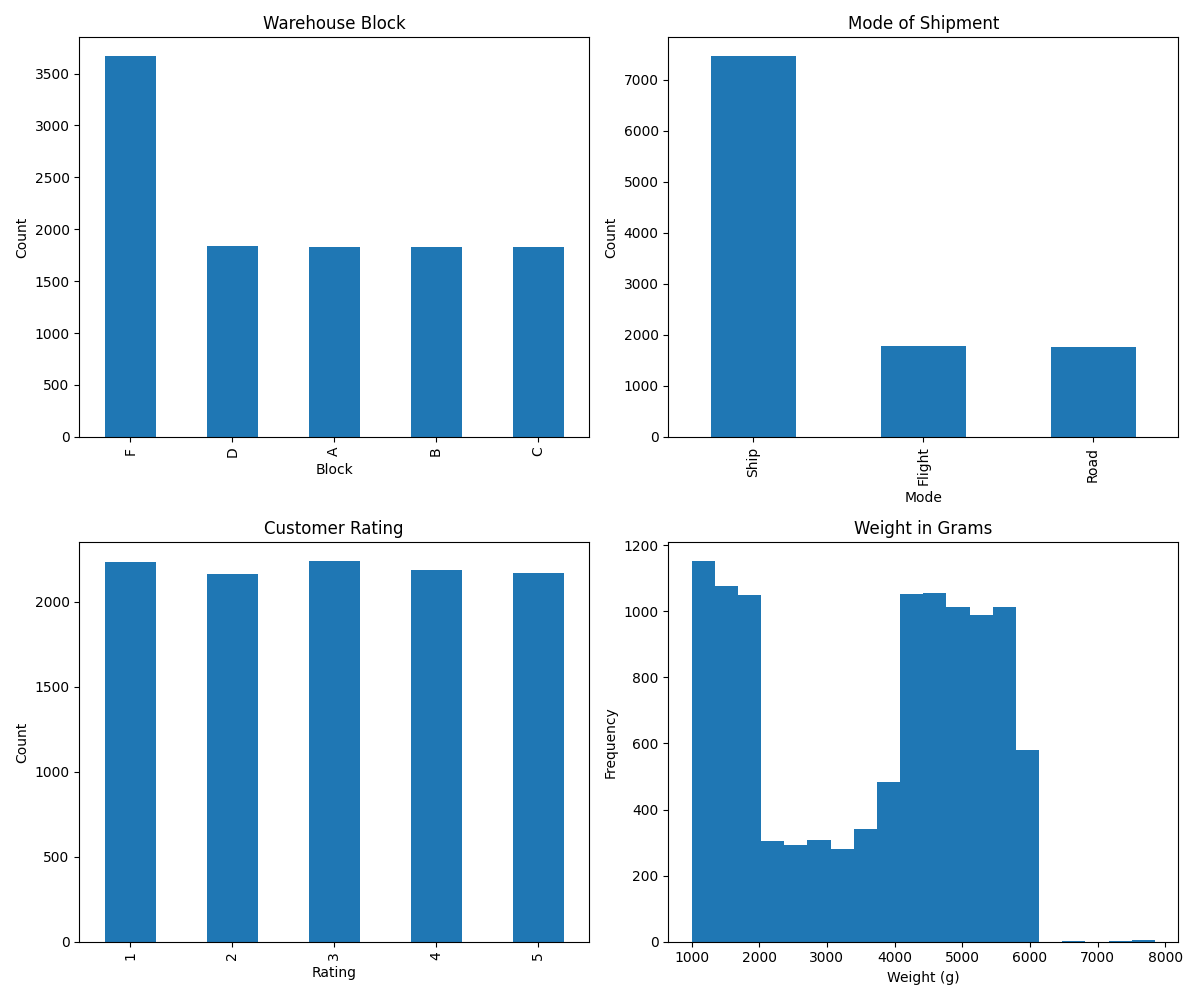 Warehouse Block
3500
3000
2500
2000
1500
1000
500
0
Count
F D A B C
Block
Mode of Shipment
7000
6000
5000
4000
3000
2000
1000
0
Count
Ship Flight Road
Mode
Customer Rating
2000
1500
1000
500
0
Count
1 2 3 4 5
Rating
Weight in Grams
1200
1000
800
600
400
200
0
Frequency
1000 2000 3000 4000 5000 6000 7000 8000
Weight (g)